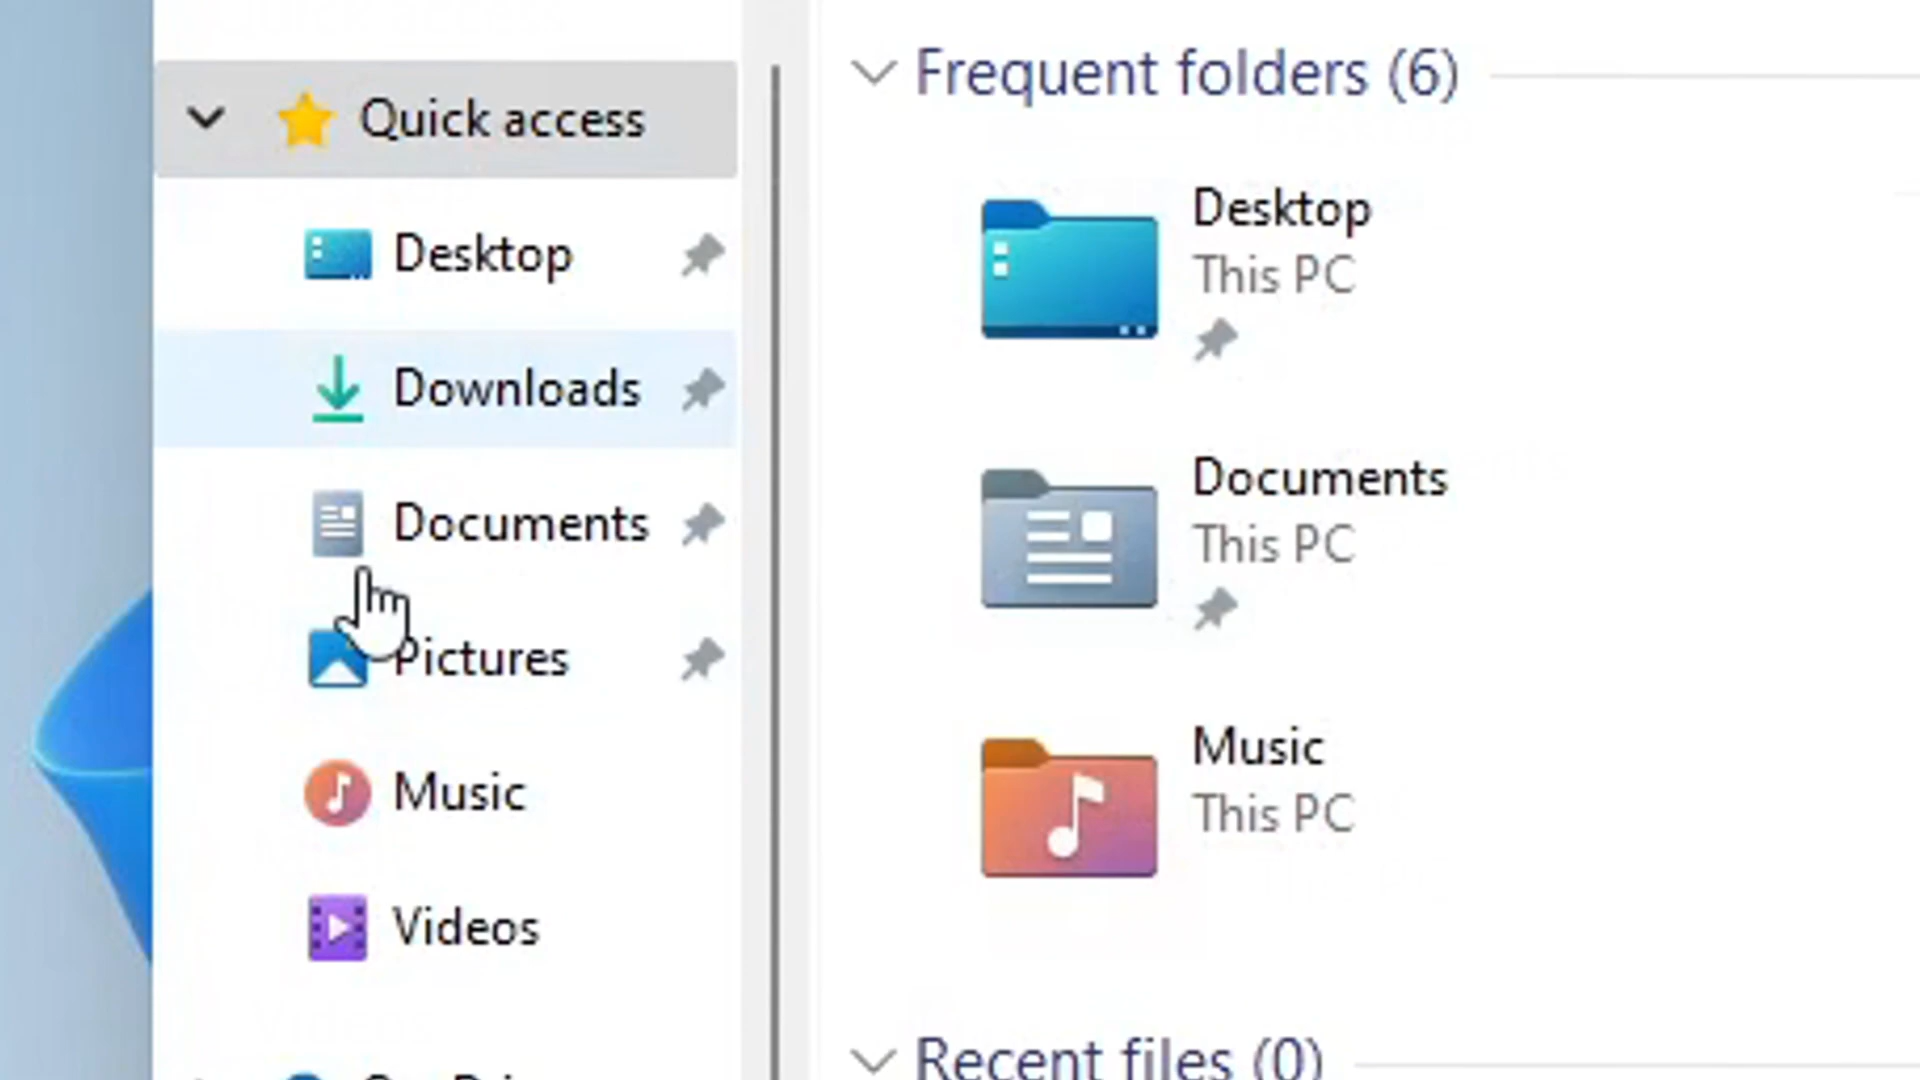 Quick access
Desktop
Downloads
Documents
Pictures
Music
Videos
Frequent folders (6)
Desktop
This PC
Documents
This PC
Music
This PC
Recent files (0)